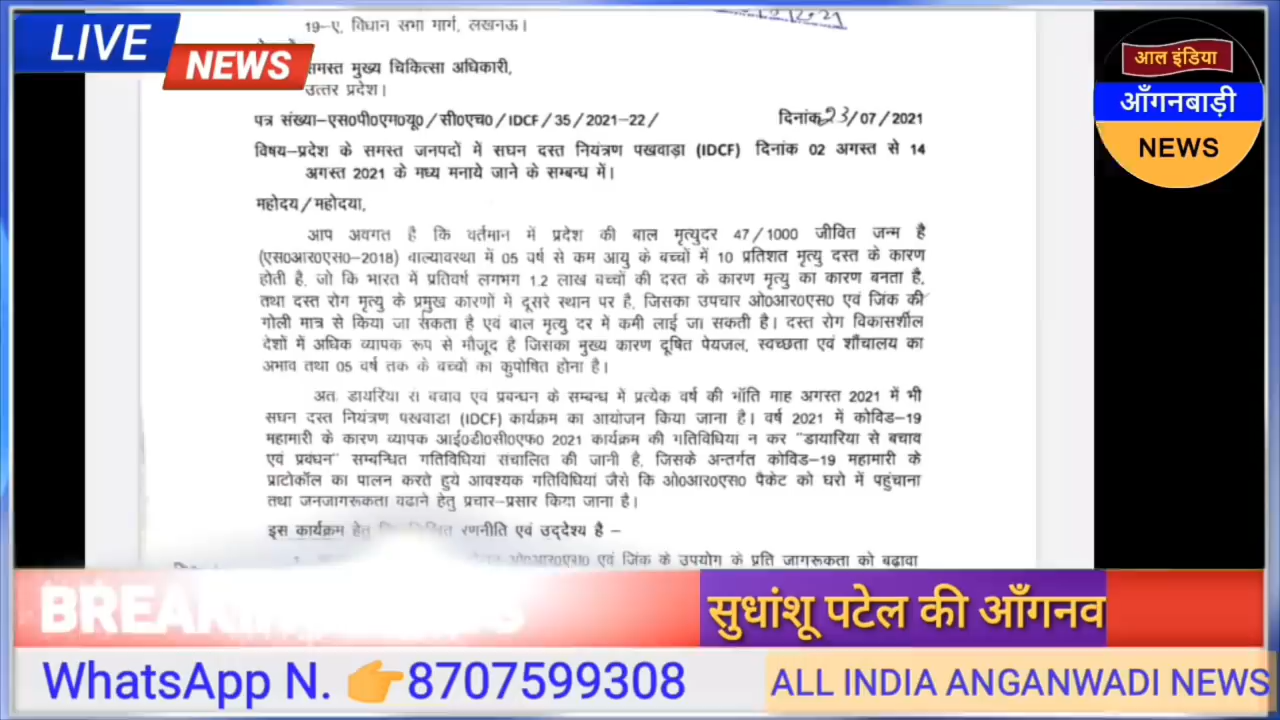 LIVE
NEWS
19-ए, विधान सभा मार्ग, लखनऊ।
समस्त मुख्य चिकित्सा अधिकारी,
उत्तर प्रदेश।
पत्र संख्या-एस0पी0एम0यू0/सी0एच0/IDCF/35/2021-22/ दिनांक 23/07/2021
विषय-प्रदेश के समस्त जनपदों में सघन दस्त नियंत्रण पखवाड़ा (IDCF) दिनांक 02 अगस्त से 14
अगस्त 2021 के मध्य मनाये जाने के सम्बन्ध में।
महोदय/महोदया,
आप अवगत है कि वर्तमान में प्रदेश की बाल मृत्युदर 47/1000 जीवित जन्म है
(एस0आर0एस0-2018) बाल्यावस्था में 05 वर्ष से कम आयु के बच्चों में 10 प्रतिशत मृत्यु दस्त के कारण
होती है, जो कि भारत में प्रतिवर्ष लगभग 1.2 लाख बच्चों की दस्त के कारण मृत्यु का कारण बनता है,
तथा दस्त रोग मृत्यु के प्रमुख कारणों मे दूसरे स्थान पर है, जिसका उपचार ओ0आर0एस0 एवं जिंक की
गोली मात्र से किया जा सकता है एवं बाल मृत्यु दर में कमी लाई जा सकती है। दस्त रोग विकासशील
देशों में अधिक व्यापक रूप से मौजूद है जिसका मुख्य कारण दूषित पेयजल, स्वच्छता एवं शौंचालय का
अभाव तथा 05 वर्ष तक के बच्चों का कुपोषित होना है।
अतः डायरिया से बचाव एवं प्रबन्धन के सम्बन्ध में प्रत्येक वर्ष की भॉति माह अगस्त 2021 में भी
सघन दस्त नियंत्रण पखवाडा (IDCF) कार्यक्रम का आयोजन किया जाना है। वर्ष 2021 में कोविड-19
महामारी के कारण व्यापक आई0डी0सी0एफ0 2021 कार्यक्रम की गतिविधिया न कर "डायारिया से बचाव
एवं प्रवंधन" सम्बन्धित गतिविधियां संचालित की जानी है, जिसके अन्तर्गत कोविड-19 महामारी के
प्राटोकॉल का पालन करते हुये आवश्यक गतिविधियां जैसे कि ओ0आर0एस0 पैकेट को घरो में पहुंचाना
तथा जनजागरूकता बढाने हेतु प्रचार-प्रसार किया जाना है।
इस कार्यक्रम हेतु रणनीति एवं उद्देश्य है –
ओ0आर0एस0 एवं जिंक के उपयोग के प्रति जागरूकता को बढ़ावा
आल इंडिया
आँगनबाड़ी
NEWS
सुधांशू पटेल की आँगनव
WhatsApp N. 👉8707599308
ALL INDIA ANGANWADI NEWS